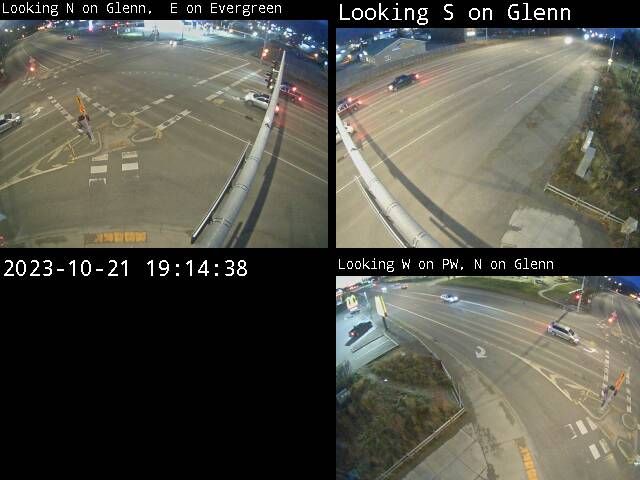 Looking N on Glenn, E on Evergreen
Looking S on Glenn
2023-10-21 19:14:38
Looking W on PW, N on Glenn